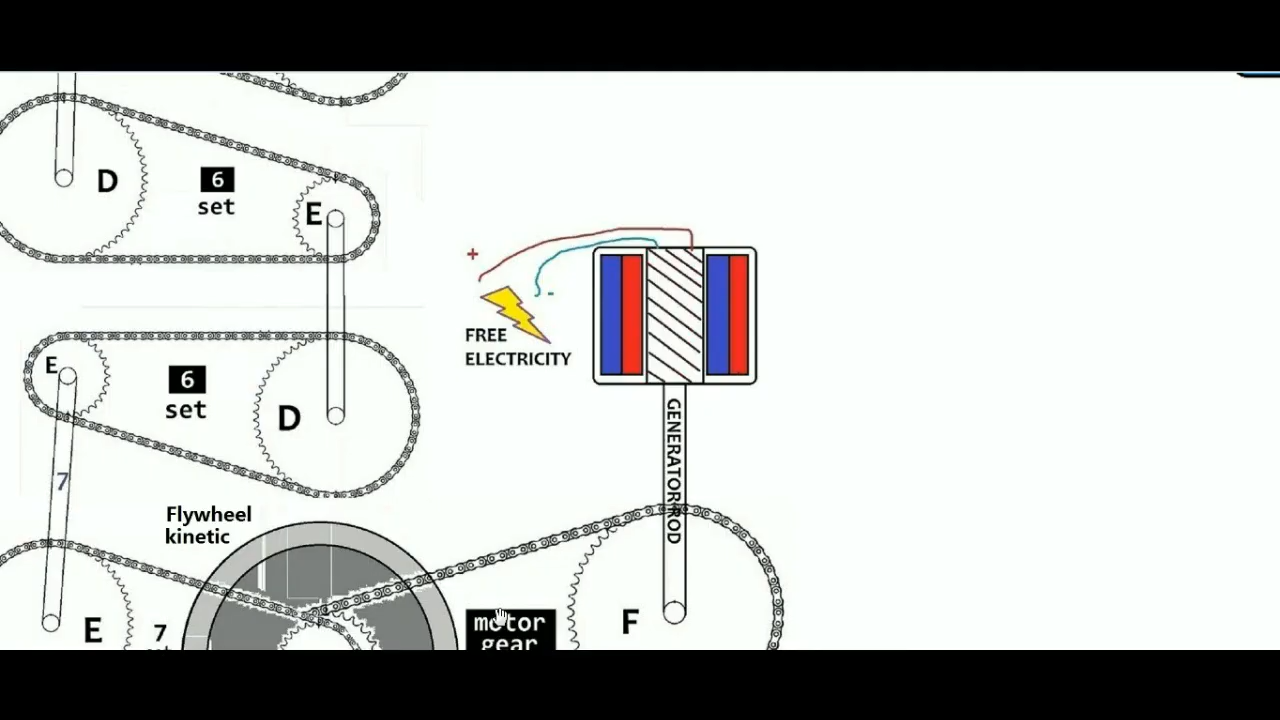 D
6
set
E
+
-
FREE
ELECTRICITY
E
6
set
D
GENERATOR ROD
7
Flywheel
kinetic
E
7
motor
gear
F